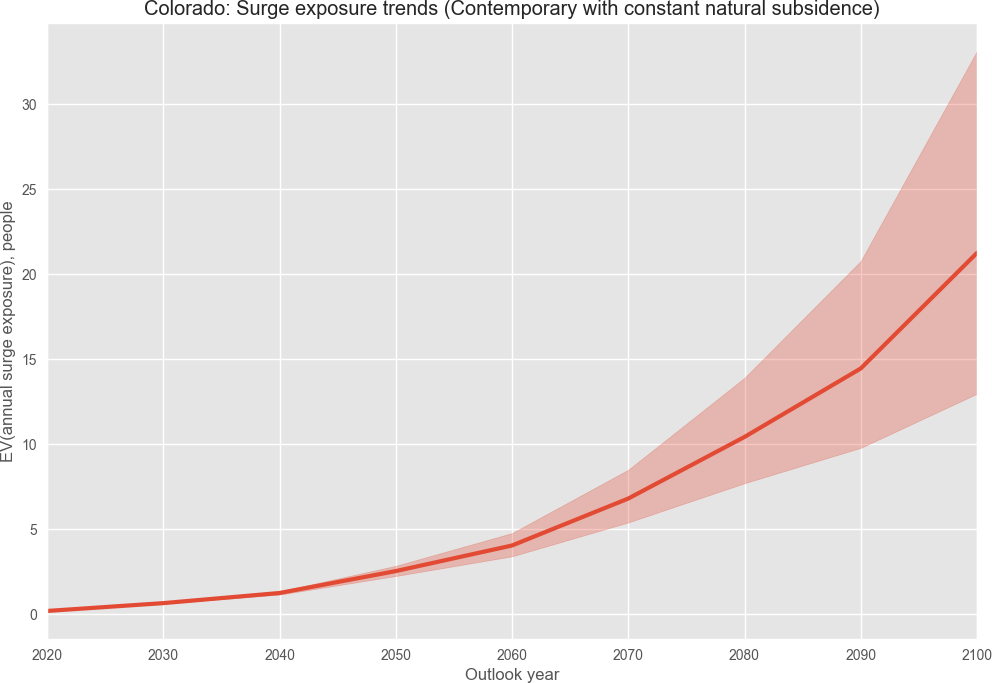 Colorado: Surge exposure trends (Contemporary with constant natural subsidence)
EV(annual surge exposure), people
30
25
20
15
10
5
0
2020 2030 2040 2050 2060 2070 2080 2090 2100
Outlook year